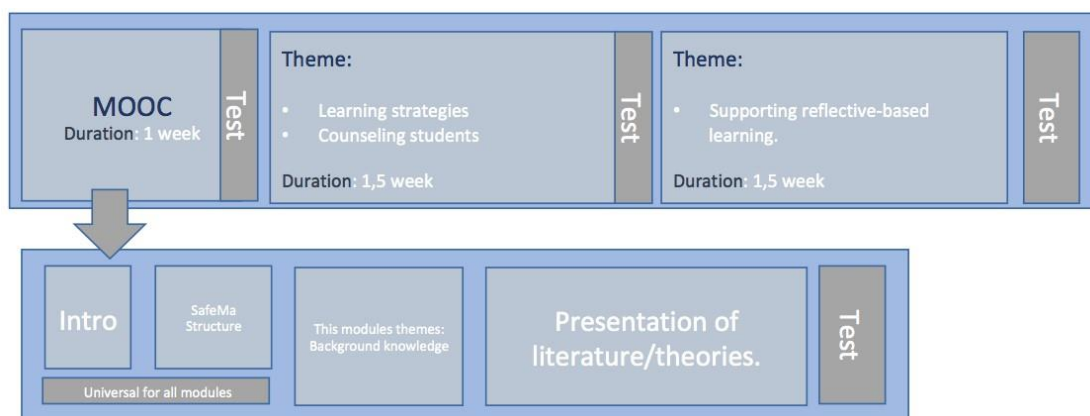 MOOC
Duration: 1 week
Test
Theme:
• Learning strategies
• Counseling students
Duration: 1,5 week
Test
Theme:
• Supporting reflective-based
learning.
Duration: 1,5 week
Test
Intro
SafeMa
Structure
Universal for all modules
This modules themes:
Background knowledge
Presentation of
literature/theories.
Test